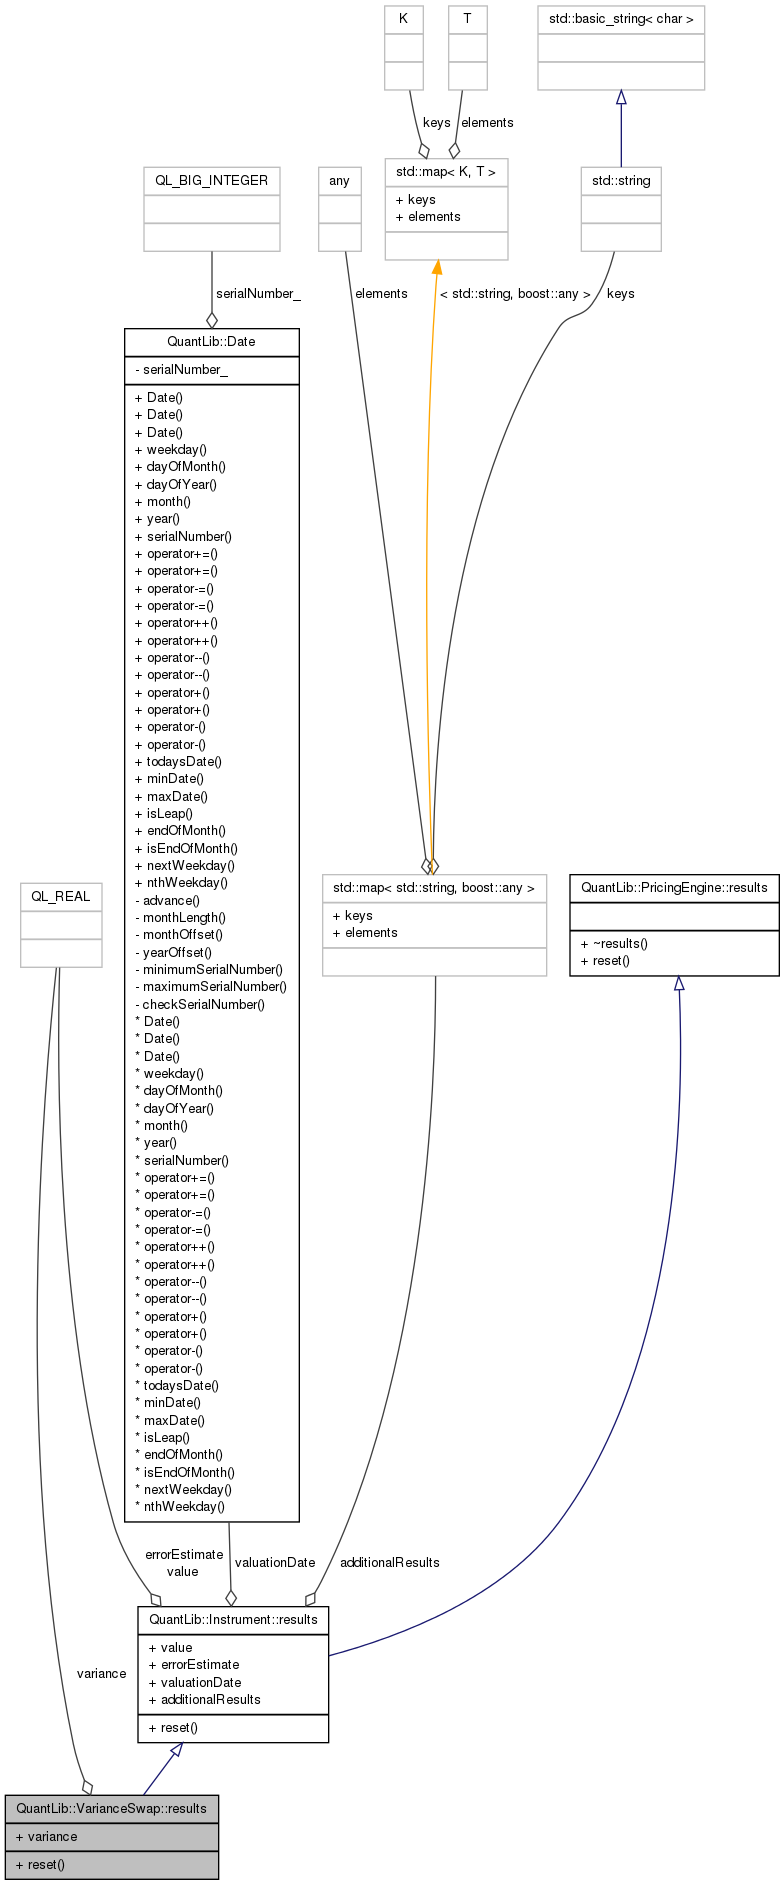 K
T
std::basic_string< char >
keys
elements
std::map< K, T >
+ keys
+ elements
QL_BIG_INTEGER
any
std::string
serialNumber_
elements
< std::string, boost::any >
keys
QuantLib::Date
- serialNumber_
+ Date()
+ Date()
+ Date()
+ weekday()
+ dayOfMonth()
+ dayOfYear()
+ month()
+ year()
+ serialNumber()
+ operator+=()
+ operator+=()
+ operator-=()
+ operator-=()
+ operator++()
+ operator++()
+ operator--()
+ operator--()
+ operator+()
+ operator+()
+ operator-()
+ operator-()
+ todaysDate()
+ minDate()
+ maxDate()
+ isLeap()
+ endOfMonth()
+ isEndOfMonth()
+ nextWeekday()
+ nthWeekday()
- advance()
- monthLength()
- monthOffset()
- yearOffset()
- minimumSerialNumber()
- maximumSerialNumber()
- checkSerialNumber()
* Date()
* Date()
* Date()
* weekday()
* dayOfMonth()
* dayOfYear()
* month()
* year()
* serialNumber()
* operator+=()
* operator+=()
* operator-=()
* operator-=()
* operator++()
* operator++()
* operator--()
* operator--()
* operator+()
* operator+()
* operator-()
* operator-()
* todaysDate()
* minDate()
* maxDate()
* isLeap()
* endOfMonth()
* isEndOfMonth()
* nextWeekday()
* nthWeekday()
QL_REAL
std::map< std::string, boost::any >
+ keys
+ elements
QuantLib::PricingEngine::results
+ ~results()
+ reset()
errorEstimate
value
valuationDate
additionalResults
QuantLib::Instrument::results
+ value
+ errorEstimate
+ valuationDate
+ additionalResults
+ reset()
variance
QuantLib::VarianceSwap::results
+ variance
+ reset()